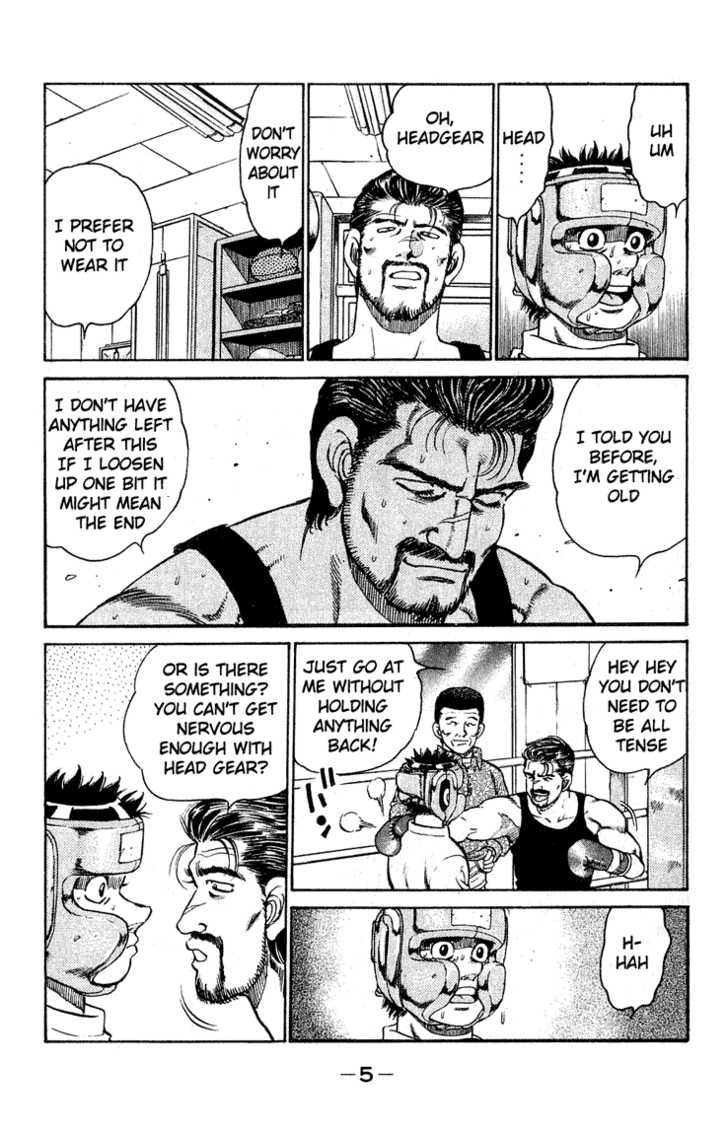 UH
UM
HEAD
....
OH,
HEADGEAR
DON'T
WORRY
ABOUT
IT
I PREFER
NOT TO
WEAR IT
I TOLD YOU
BEFORE,
I'M GETTING
OLD
I DON'T HAVE
ANYTHING LEFT
AFTER THIS
IF I LOOSEN
UP ONE BIT IT
MIGHT MEAN
THE END
HEY HEY
YOU DON'T
NEED TO
BE ALL
TENSE
JUST GO AT
ME WITHOUT
HOLDING
ANYTHING
BACK!
OR IS THERE
SOMETHING?
YOU CAN'T GET
NERVOUS
ENOUGH WITH
HEAD GEAR?
H-
HAH
—5—